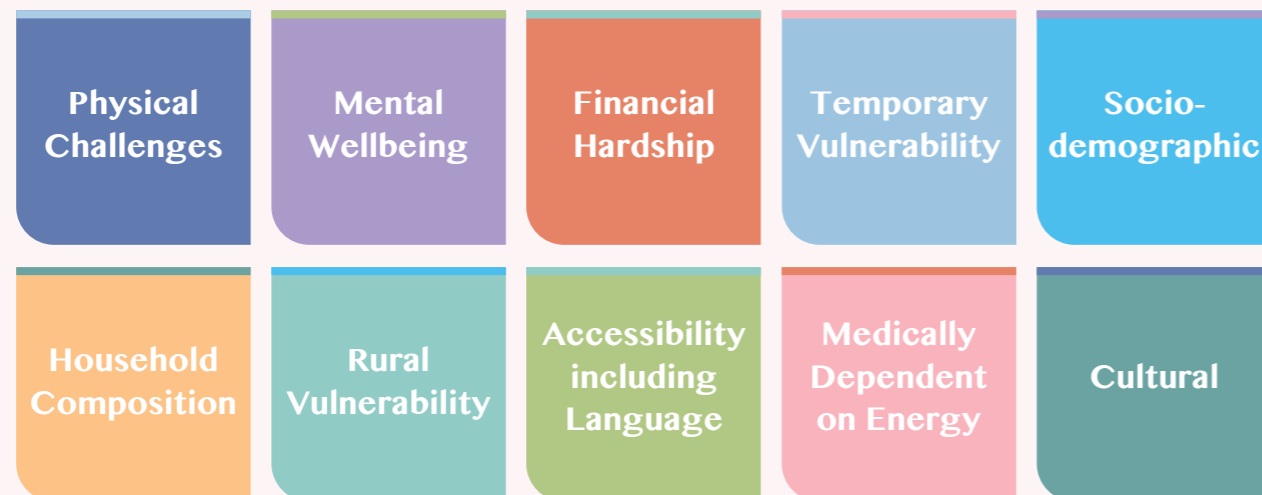 Physical
Challenges
Mental
Wellbeing
Financial
Hardship
Temporary
Vulnerability
Socio-
demographic
Household
Composition
Rural
Vulnerability
Accessibility
including
Language
Medically
Dependent
on Energy
Cultural